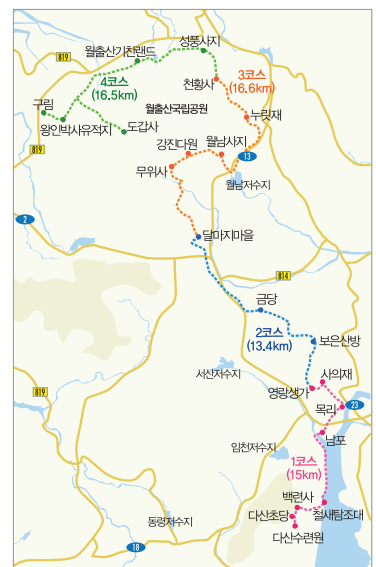 성풍사지
월출산기찬랜드
819
천황사
3코스
(16.6km)
4코스
(16.5km)
구림
월출산국립공원
누릿재
왕인박사유적지
도갑사
강진다원
월남사지
819
13
무위사
월남저수지
2
달마지마을
814
금당
2코스
(13.4km)
보은산방
서산저수지
사의재
영랑생가
819
23
목리
남포
임천저수지
1코스
(15km)
백련사
다산초당
철새탐조대
동령저수지
다산수련원
18